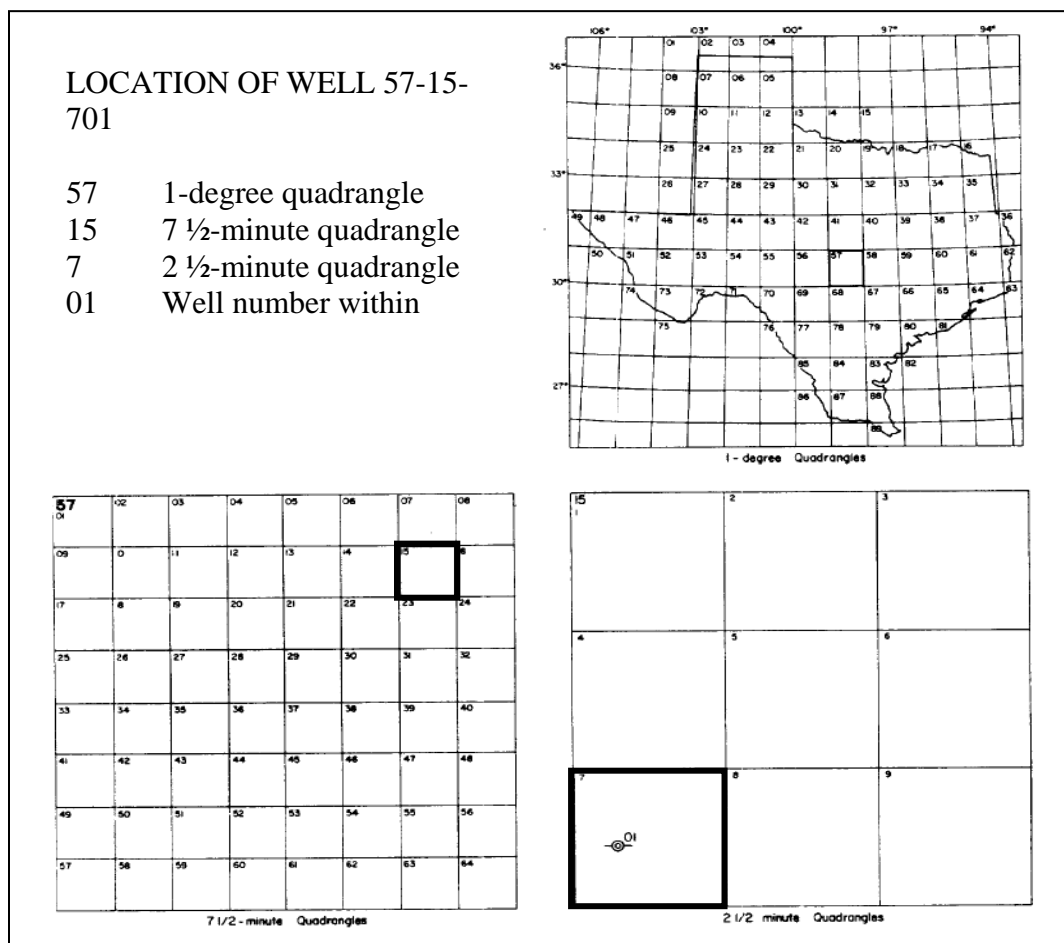 LOCATION OF WELL 57-15-
701
57 1-degree quadrangle
15 7 ½-minute quadrangle
7 2 ½-minute quadrangle
01 Well number within
106° 103° 100° 97° 94°
01 02 03 04
36°
08 07 06 05
09 10 11 12 13 14 15
25 24 23 22 21 20 19 18 17 16
33°
26 27 28 29 30 31 32 33 34 35
49 48 47 46 45 44 43 42 41 40 39 38 37 36
50 51 52 53 54 55 56 57 58 59 60 61 62
30°
74 73 72 71 70 69 68 67 66 65 64 63
75 76 77 78 79 80 81
85 84 83 82
27°
86 87 88
89
1-degree Quadrangles
57
01 02 03 04 05 06 07 08
09 0 11 12 13 14 15 16
17 18 19 20 21 22 23 24
25 26 27 28 29 30 31 32
33 34 35 36 37 38 39 40
41 42 43 44 45 46 47 48
49 50 51 52 53 54 55 56
57 58 59 60 61 62 63 64
7 1/2-minute Quadrangles
15
1 2 3
4 5 6
7 8 9
01
2 1/2 minute Quadrangles